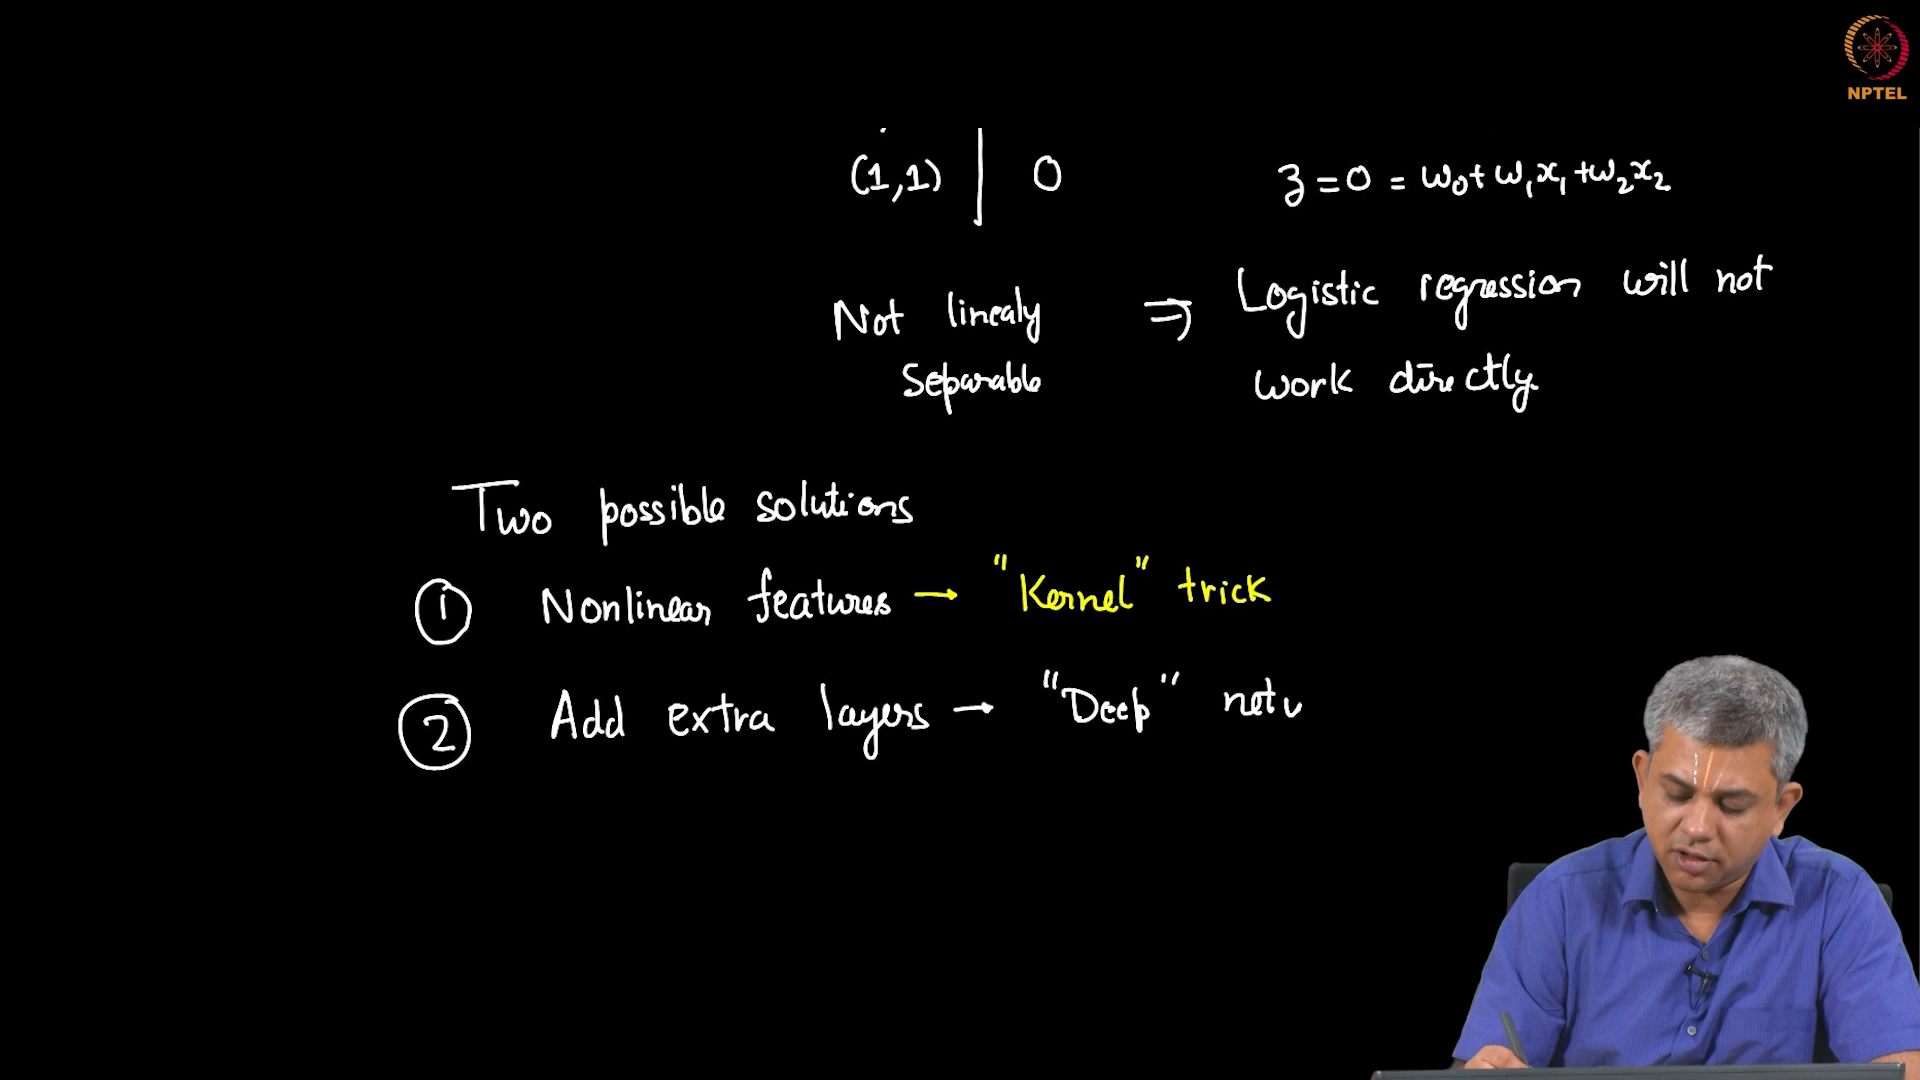 NPTEL
(1,1) | 0
z = 0 = w₀ + w₁x₁ + w₂x₂
Not linealy ⇒ Logistic regression will not
Separable work directly
Two possible solutions
① Nonlinear features → "Kernel" trick
② Add extra layers → "Deep"